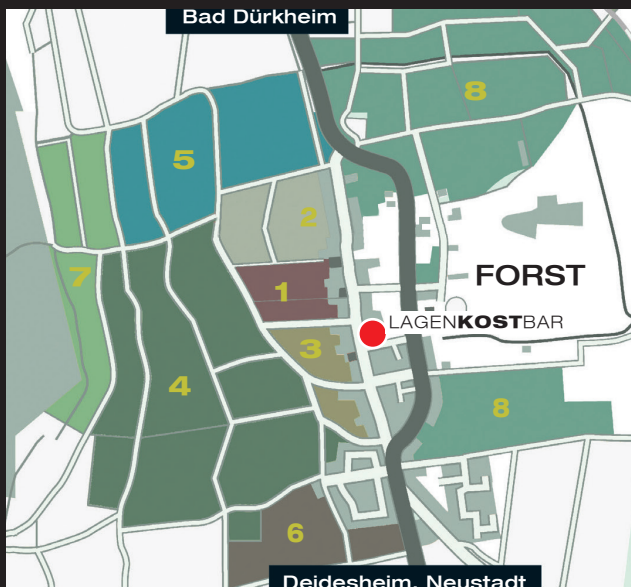 Bad Dürkheim
8
5
2
7
1
FORST
LAGENKOSTBAR
3
4
8
6
Deidesheim, Neustadt